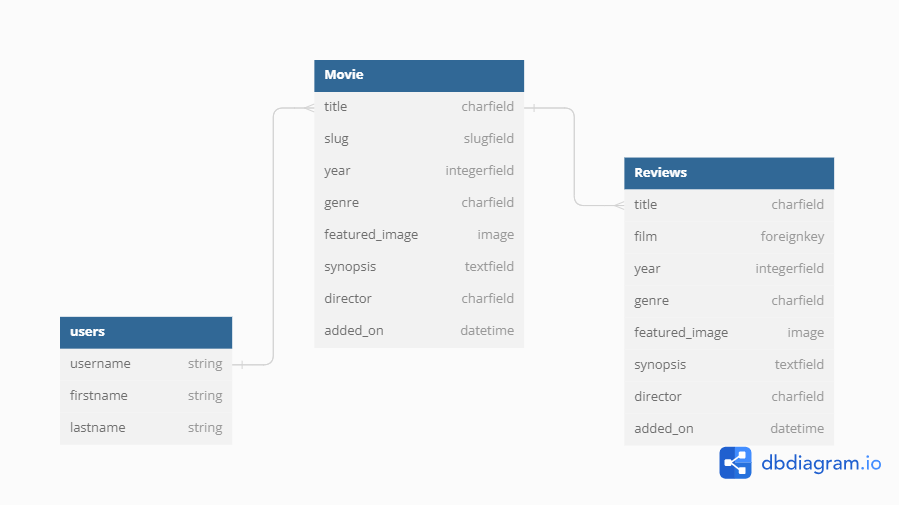 Movie
title charfield
slug slugfield
year integerfield
genre charfield
featured_image image
synopsis textfield
director charfield
added_on datetime
Reviews
title charfield
film foreignkey
year integerfield
genre charfield
featured_image image
synopsis textfield
director charfield
added_on datetime
users
username string
firstname string
lastname string
dbdiagram.io